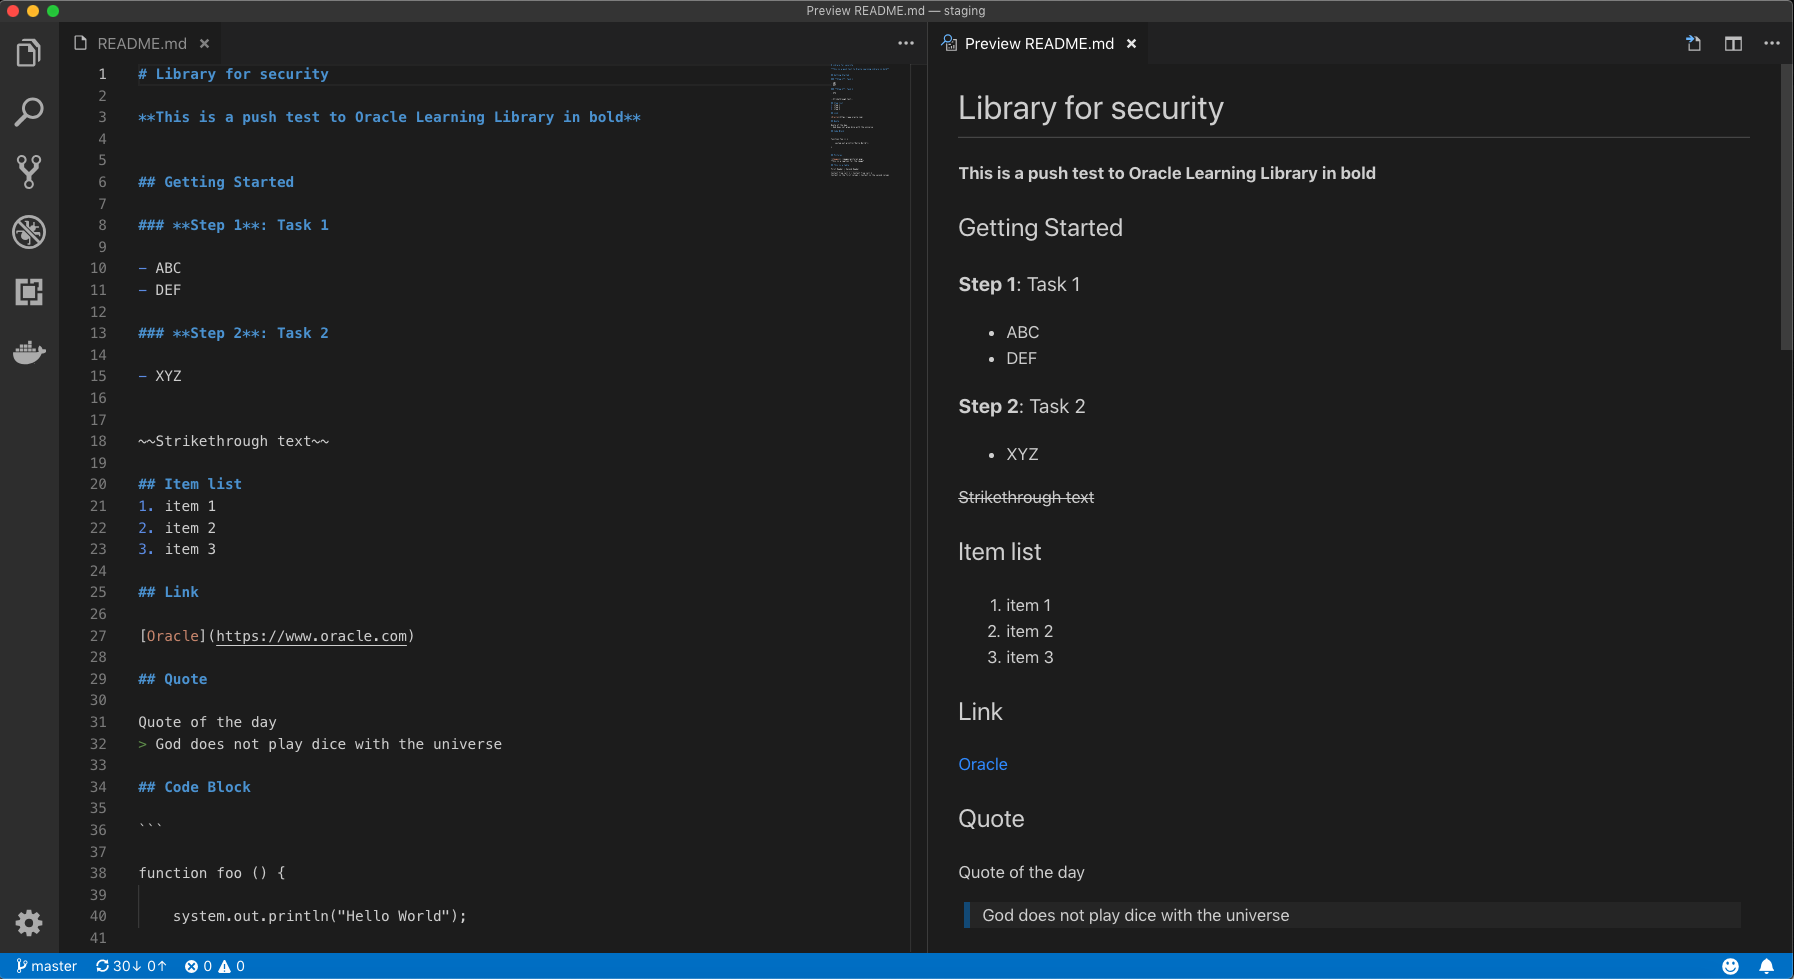 Preview README.md — staging
README.md
1 # Library for security
2
3 **This is a push test to Oracle Learning Library in bold**
4
5
6 ## Getting Started
7
8 ### **Step 1**: Task 1
9
10 - ABC
11 - DEF
12
13 ### **Step 2**: Task 2
14
15 - XYZ
16
17
18 ~~Strikethrough text~~
19
20 ## Item list
21 1. item 1
22 2. item 2
23 3. item 3
24
25 ## Link
26
27 [Oracle](https://www.oracle.com)
28
29 ## Quote
30
31 Quote of the day
32 > God does not play dice with the universe
33
34 ## Code Block
35
36 ```
37
38 function foo () {
39
40 system.out.println("Hello World");
41
Preview README.md
Library for security
This is a push test to Oracle Learning Library in bold
Getting Started
Step 1: Task 1
• ABC
• DEF
Step 2: Task 2
• XYZ
Strikethrough text
Item list
1. item 1
2. item 2
3. item 3
Link
Oracle
Quote
Quote of the day
God does not play dice with the universe
master 30↓ 0↑ 0 0